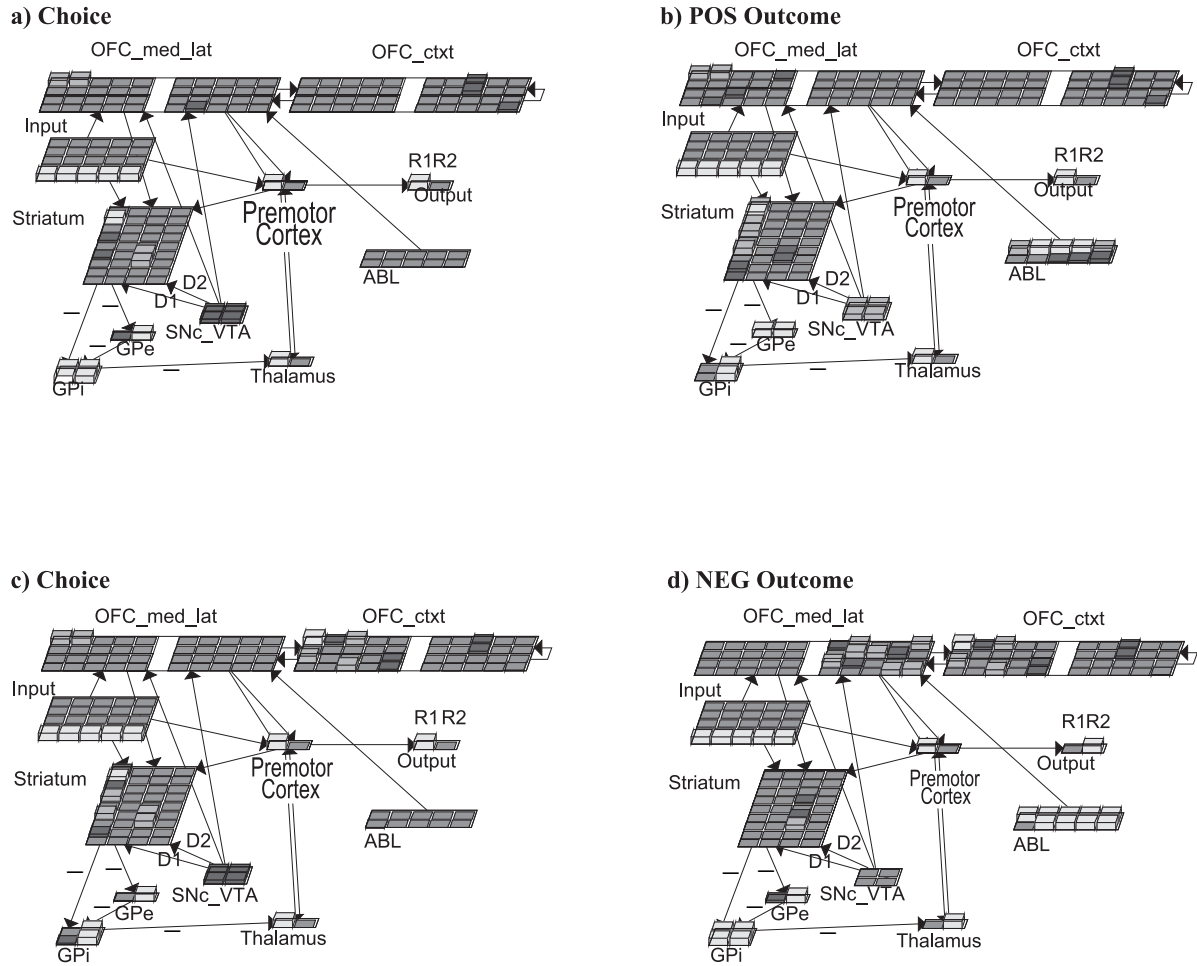 a) Choice
OFC_med_lat
OFC_ctxt
Input
R1R2
Output
Premotor
Cortex
Striatum
ABL
D2
D1
SNc_VTA
GPe
GPi
Thalamus
b) POS Outcome
OFC_med_lat
OFC_ctxt
Input
R1R2
Output
Premotor
Cortex
Striatum
ABL
D2
D1
SNc_VTA
GPe
GPi
Thalamus
c) Choice
OFC_med_lat
OFC_ctxt
Input
R1 R2
Output
Premotor
Cortex
Striatum
ABL
D2
D1
SNc_VTA
GPe
GPi
Thalamus
d) NEG Outcome
OFC_med_lat
OFC_ctxt
Input
R1R2
Output
Premotor
Cortex
Striatum
ABL
D2
D1
SNc_VTA
GPe
GPi
Thalamus